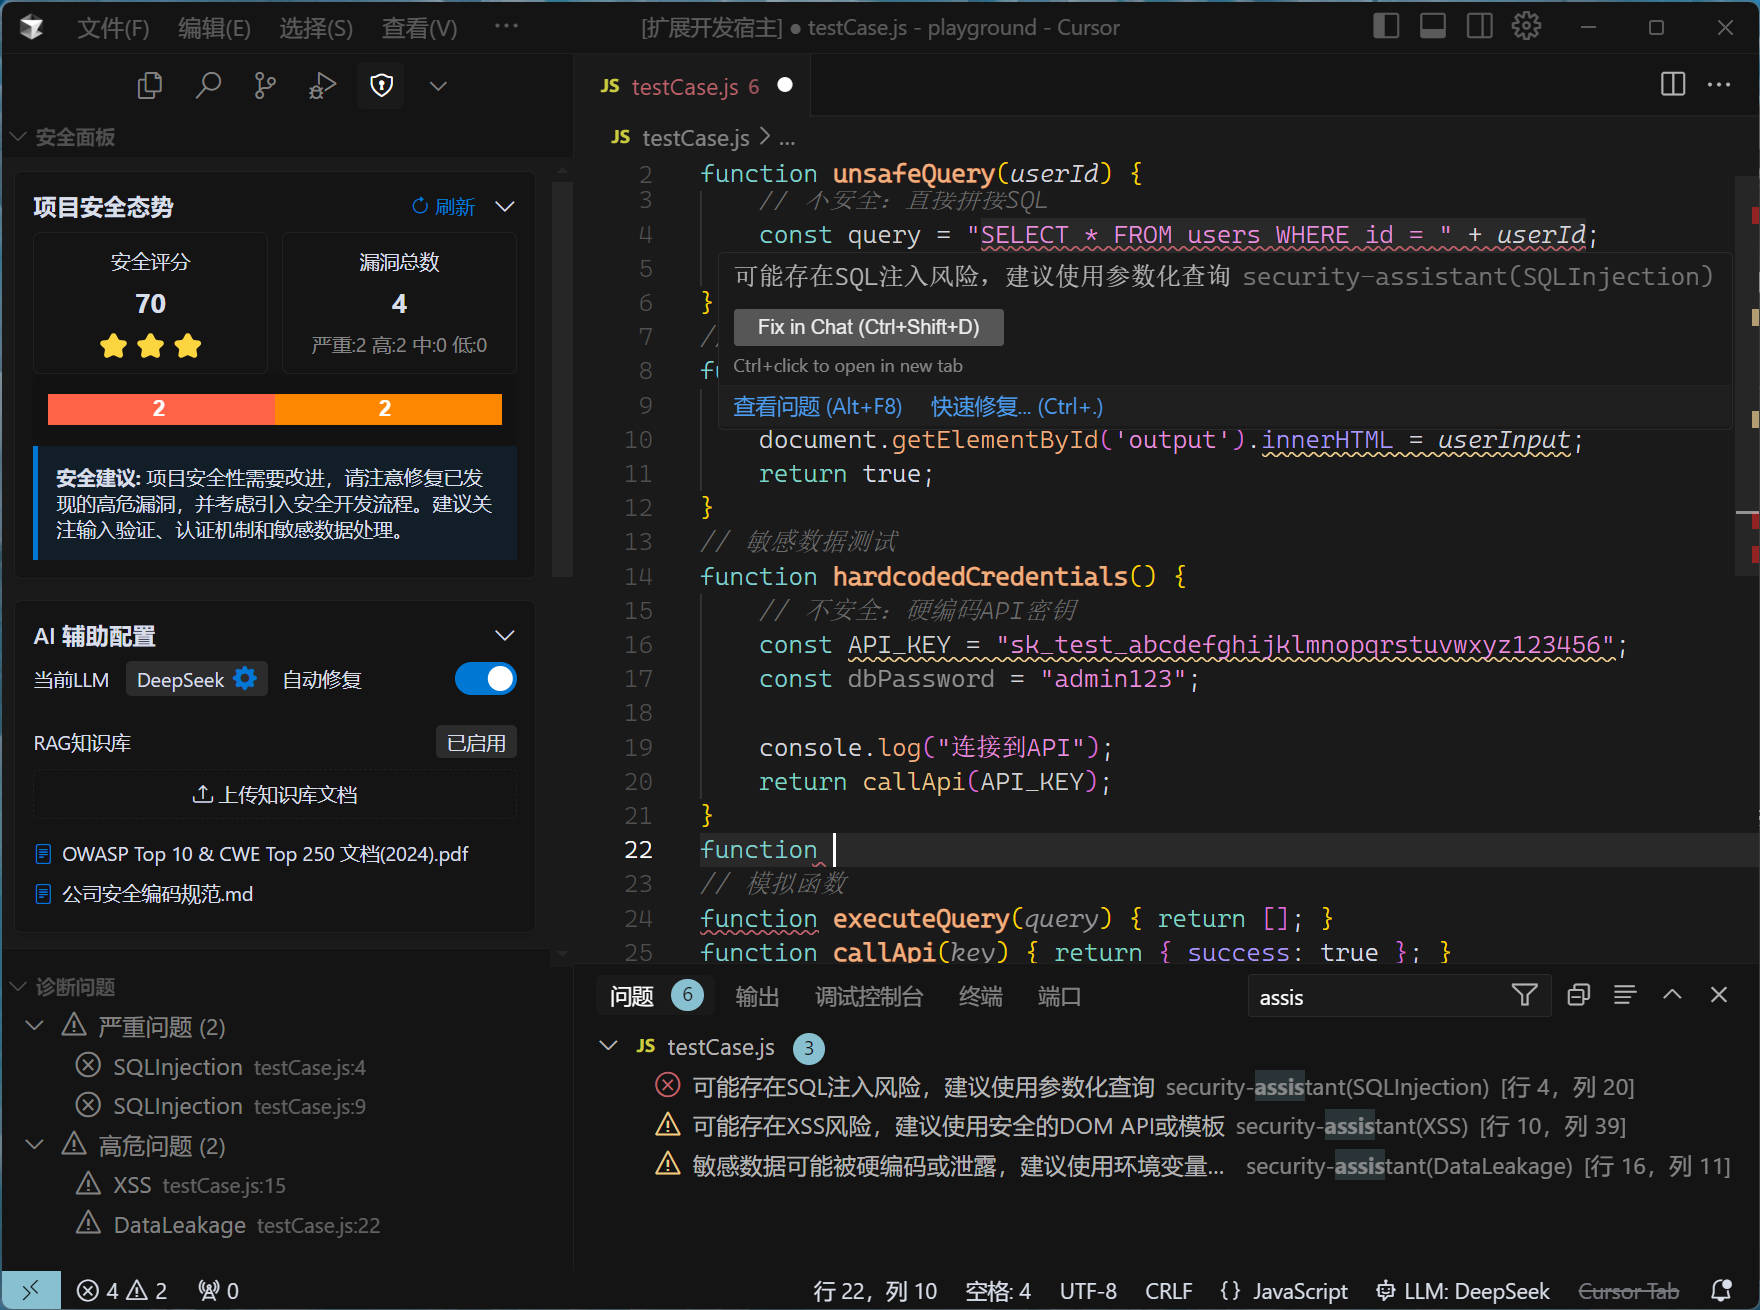 文件(F) 编辑(E) 选择(S) 查看(V) ··· [扩展开发宿主] ● testCase.js - playground - Cursor
安全面板
项目安全态势 刷新
安全评分
70
漏洞总数
4
严重:2 高:2 中:0 低:0
2 2
安全建议: 项目安全性需要改进，请注意修复已发
现的高危漏洞，并考虑引入安全开发流程。建议关
注输入验证、认证机制和敏感数据处理。
AI 辅助配置
当前LLM DeepSeek 自动修复
RAG知识库 已启用
上传知识库文档
OWASP Top 10 & CWE Top 250 文档(2024).pdf
公司安全编码规范.md
诊断问题
严重问题 (2)
SQLInjection testCase.js:4
SQLInjection testCase.js:9
高危问题 (2)
XSS testCase.js:15
DataLeakage testCase.js:22
JS testCase.js 6
JS testCase.js > ...
2 function unsafeQuery(userId) {
3 // 不安全: 直接拼接SQL
4 const query = "SELECT * FROM users WHERE id = " + userId;
5
可能存在SQL注入风险，建议使用参数化查询 security-assistant(SQLInjection)
Fix in Chat (Ctrl+Shift+D)
Ctrl+click to open in new tab
查看问题 (Alt+F8) 快速修复... (Ctrl+.)
6 }
7 //
8 fu
9
10 document.getElementById('output').innerHTML = userInput;
11 return true;
12 }
13 // 敏感数据测试
14 function hardcodedCredentials() {
15 // 不安全: 硬编码API密钥
16 const API_KEY = "sk_test_abcdefghijklmnopqrstuvwxyz123456";
17 const dbPassword = "admin123";
18
19 console.log("连接到API");
20 return callApi(API_KEY);
21 }
22 function
23 // 模拟函数
24 function executeQuery(query) { return []; }
25 function callApi(key) { return { success: true }; }
问题 6 输出 调试控制台 终端 端口 assis
JS testCase.js 3
可能存在SQL注入风险，建议使用参数化查询 security-assistant(SQLInjection) [行 4，列 20]
可能存在XSS风险，建议使用安全的DOM API或模板 security-assistant(XSS) [行 10，列 39]
敏感数据可能被硬编码或泄露，建议使用环境变量... security-assistant(DataLeakage) [行 16，列 11]
4 2 0 行 22，列 10 空格: 4 UTF-8 CRLF {} JavaScript LLM: DeepSeek Cursor Tab